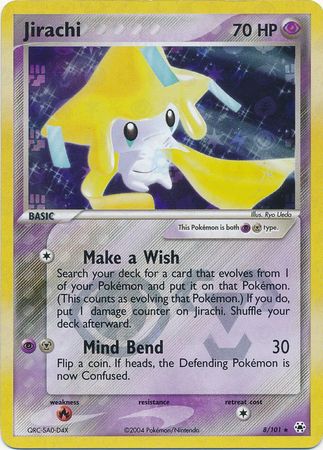 Jirachi 70 HP
BASIC
Illus. Ryo Ueda
This Pokémon is both type.
Make a Wish
Search your deck for a card that evolves from 1
of your Pokémon and put it on that Pokémon.
(This counts as evolving that Pokémon.) If you do,
put 1 damage counter on Jirachi. Shuffle your
deck afterward.
Mind Bend 30
Flip a coin. If heads, the Defending Pokémon is
now Confused.
weakness resistance retreat cost
QRC-SA0-D4X ©2004 Pokémon/Nintendo 8/101 ★